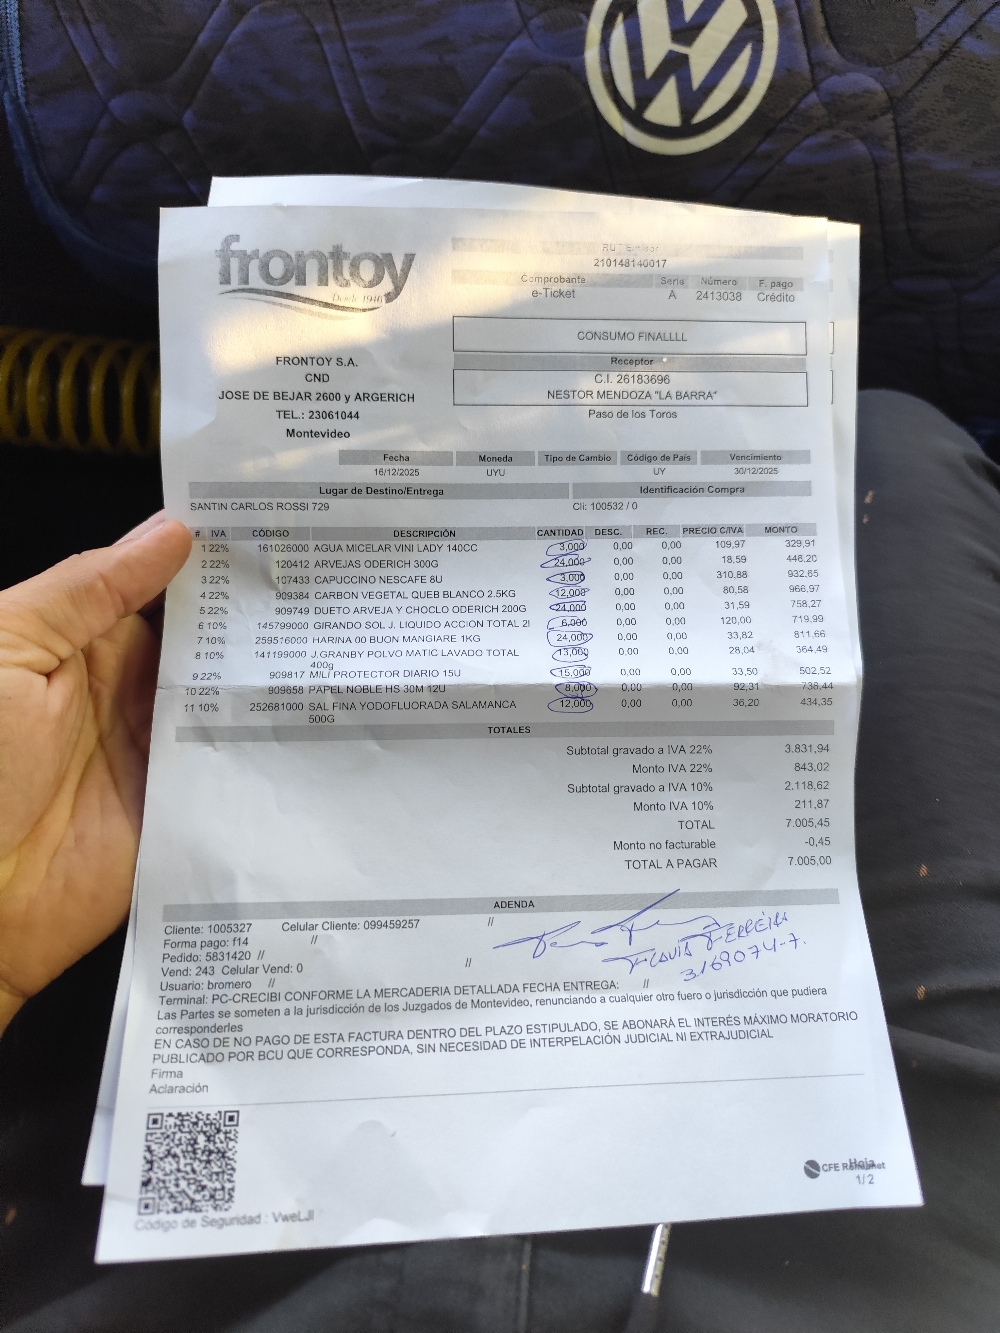 frontoy
Desde 1946
RUT Emisor
210148140017
Comprobante Serie Número F. pago
e-Ticket A 2413038 Crédito
CONSUMO FINALLLL
Receptor
C.I. 26183696
NESTOR MENDOZA "LA BARRA"
Paso de los Toros
FRONTOY S.A.
CND
JOSE DE BEJAR 2600 y ARGERICH
TEL.: 23061044
Montevideo
Fecha Moneda Tipo de Cambio Código de País Vencimiento
16/12/2025 UYU UY 30/12/2025
Lugar de Destino/Entrega Identificación Compra
SANTIN CARLOS ROSSI 729 Cli: 100532 / 0
# IVA CÓDIGO DESCRIPCIÓN CANTIDAD DESC. REC. PRECIO C/IVA MONTO
1 22% 161026000 AGUA MICELAR VINI LADY 140CC 3,000 0,00 0,00 109,97 329,91
2 22% 120412 ARVEJAS ODERICH 300G 24,000 0,00 0,00 18,59 446,20
3 22% 107433 CAPUCCINO NESCAFE 8U 3,000 0,00 0,00 310,88 932,65
4 22% 909384 CARBON VEGETAL QUEB BLANCO 2.5KG 12,000 0,00 0,00 80,58 966,97
5 22% 909749 DUETO ARVEJA Y CHOCLO ODERICH 200G 24,000 0,00 0,00 31,59 758,27
6 10% 145799000 GIRANDO SOL J. LIQUIDO ACCION TOTAL 2l 6,000 0,00 0,00 120,00 719,99
7 10% 259516000 HARINA 00 BUON MANGIARE 1KG 24,000 0,00 0,00 33,82 811,66
8 10% 141199000 J.GRANBY POLVO MATIC LAVADO TOTAL 13,000 0,00 0,00 28,04 364,49
400g
9 22% 909817 MILI PROTECTOR DIARIO 15U 15,000 0,00 0,00 33,50 502,52
10 22% 909658 PAPEL NOBLE HS 30M 12U 8,000 0,00 0,00 92,31 738,44
11 10% 252681000 SAL FINA YODOFLUORADA SALAMANCA 12,000 0,00 0,00 36,20 434,35
500G
TOTALES
Subtotal gravado a IVA 22% 3.831,94
Monto IVA 22% 843,02
Subtotal gravado a IVA 10% 2.118,62
Monto IVA 10% 211,87
TOTAL 7.005,45
Monto no facturable -0,45
TOTAL A PAGAR 7.005,00
ADENDA
Cliente: 1005327 Celular Cliente: 099459257 //
Forma pago: f14 //
Pedido: 5831420 //
Vend: 243 Celular Vend: 0 //
Usuario: bromero //
FLAVIA FERREIRA
3169074-7.
Terminal: PC-CRECIBI CONFORME LA MERCADERIA DETALLADA FECHA ENTREGA: //
Las Partes se someten a la jurisdicción de los Juzgados de Montevideo, renunciando a cualquier otro fuero o jurisdicción que pudiera
corresponderles
EN CASO DE NO PAGO DE ESTA FACTURA DENTRO DEL PLAZO ESTIPULADO, SE ABONARÁ EL INTERÉS MÁXIMO MORATORIO
PUBLICADO POR BCU QUE CORRESPONDA, SIN NECESIDAD DE INTERPELACIÓN JUDICIAL NI EXTRAJUDICIAL
Firma
Aclaración
CFE Hoja
1/2
Código de Seguridad : VweLJI